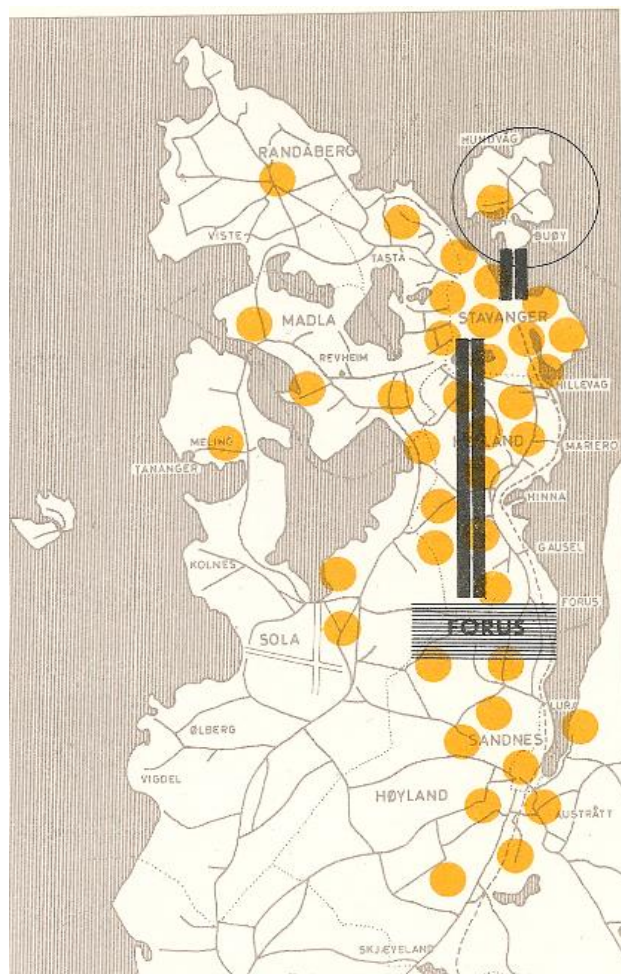 HUNDVÅG
RANDABERG
BUØY
VISTE
TASTA
STAVANGER
MADLA
REVHEIM
HILLEVÅG
HØYLAND
MARIERO
MELING
TANANGER
HINNA
GAUSEL
KOLNES
FORUS
FORUS
SOLA
LURA
ØLBERG
SANDNES
VIGDEL
HØYLAND
AUSTRÅTT
SKJÆVELAND